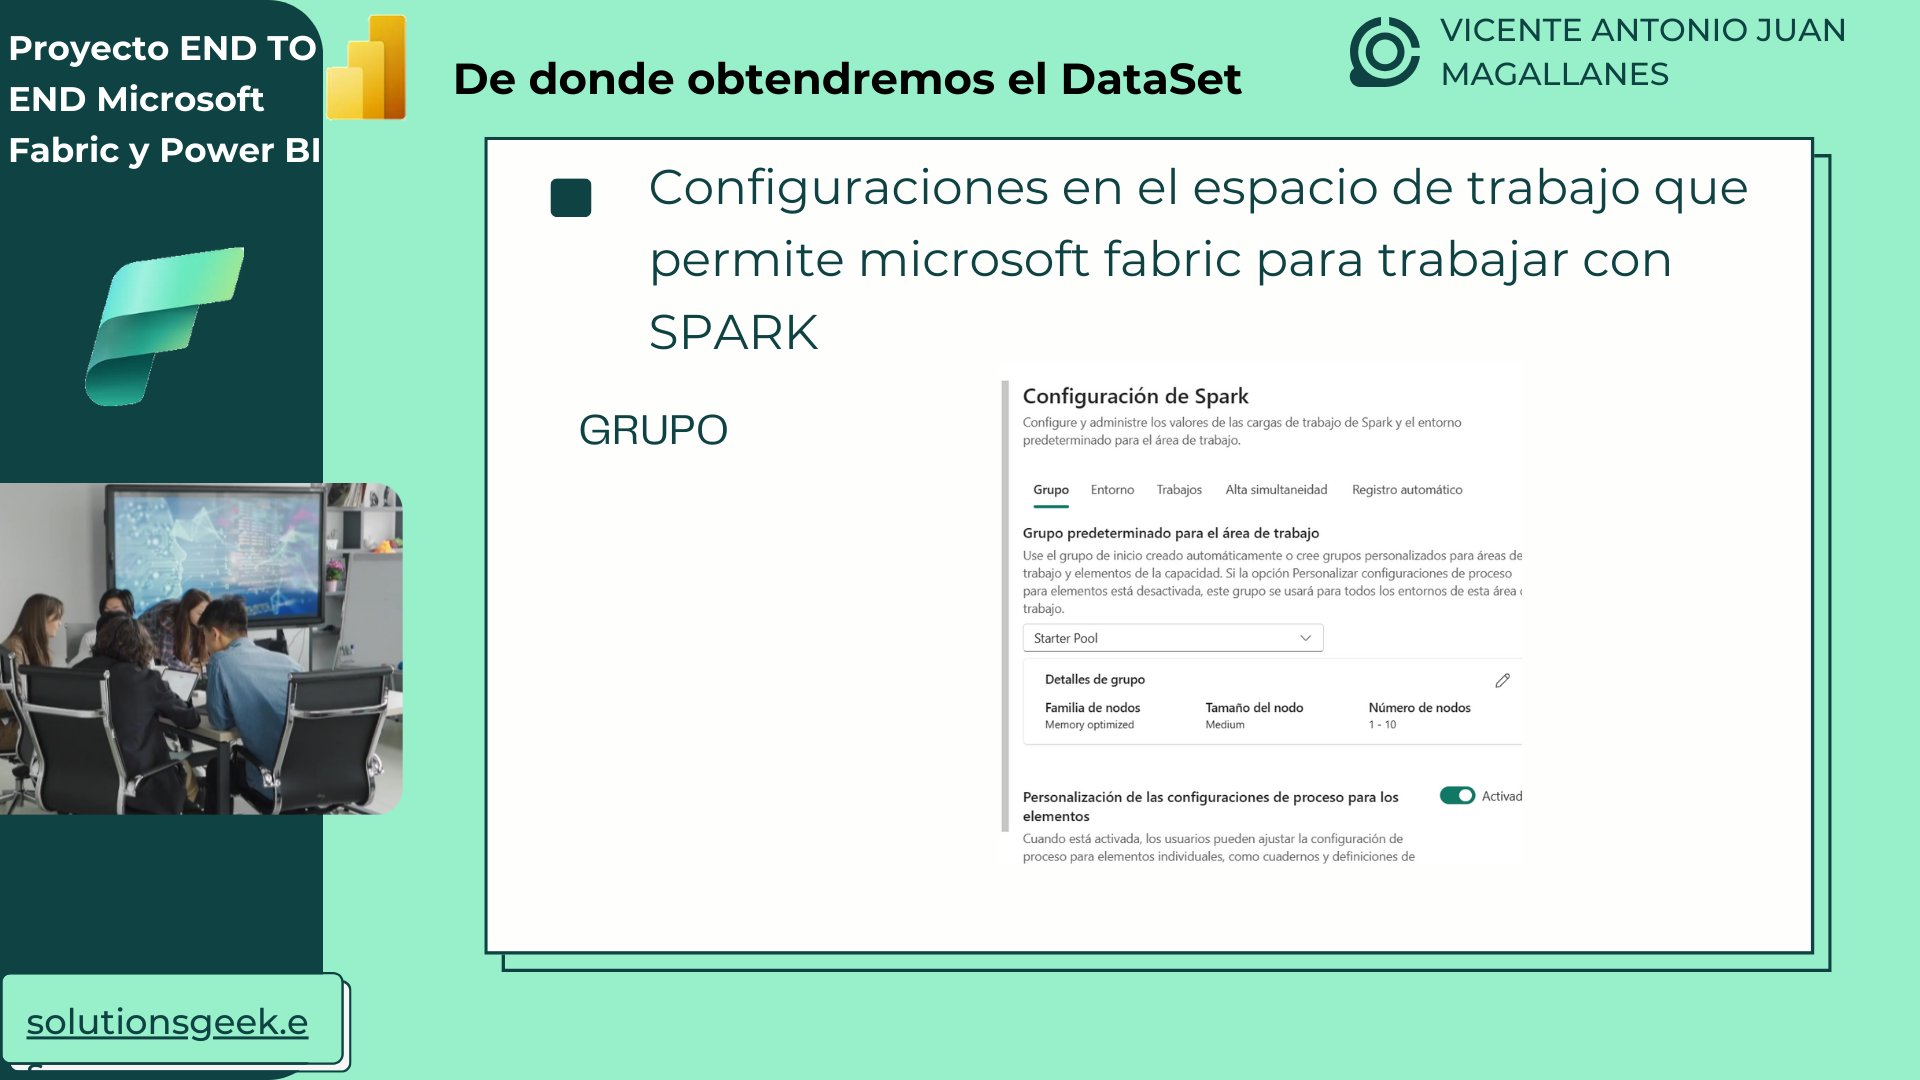 Proyecto END TO
END Microsoft
Fabric y Power BI
De donde obtendremos el DataSet
VICENTE ANTONIO JUAN
MAGALLANES
Configuraciones en el espacio de trabajo que
permite microsoft fabric para trabajar con
SPARK
GRUPO
Configuración de Spark
Configure y administre los valores de las cargas de trabajo de Spark y el entorno
predeterminado para el área de trabajo.
Grupo Entorno Trabajos Alta simultaneidad Registro automático
Grupo predeterminado para el área de trabajo
Use el grupo de inicio creado automáticamente o cree grupos personalizados para áreas de
trabajo y elementos de la capacidad. Si la opción Personalizar configuraciones de proceso
para elementos está desactivada, este grupo se usará para todos los entornos de esta área
trabajo.
Starter Pool
Detalles de grupo
Familia de nodos Tamaño del nodo Número de nodos
Memory optimized Medium 1 - 10
Personalización de las configuraciones de proceso para los
elementos
Activad
Cuando está activada, los usuarios pueden ajustar la configuración de
proceso para elementos individuales, como cuadernos y definiciones de
solutionsgeek.e